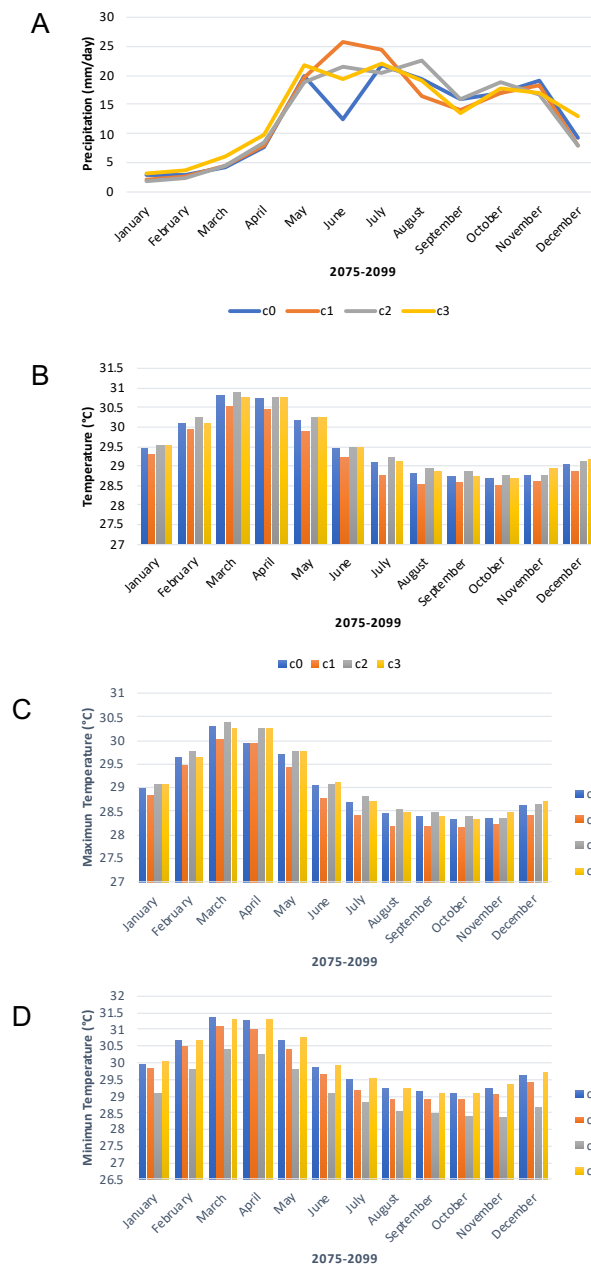 A
Precipitation (mm/day)
30
25
20
15
10
5
0
January
February
March
April
May
June
July
August
September
October
November
December
2075-2099
c0 c1 c2 c3
B
Temperature (°C)
31.5
31
30.5
30
29.5
29
28.5
28
27.5
27
January
February
March
April
May
June
July
August
September
October
November
December
2075-2099
c0 c1 c2 c3
C
Maximun Temperature (°C)
31
30.5
30
29.5
29
28.5
28
27.5
27
January
February
March
April
May
June
July
August
September
October
November
December
2075-2099
c
c
c
c
D
Minimun Temperature (°C)
32
31.5
31
30.5
30
29.5
29
28.5
28
27.5
27
26.5
January
February
March
April
May
June
July
August
September
October
November
December
2075-2099
c
c
c
c